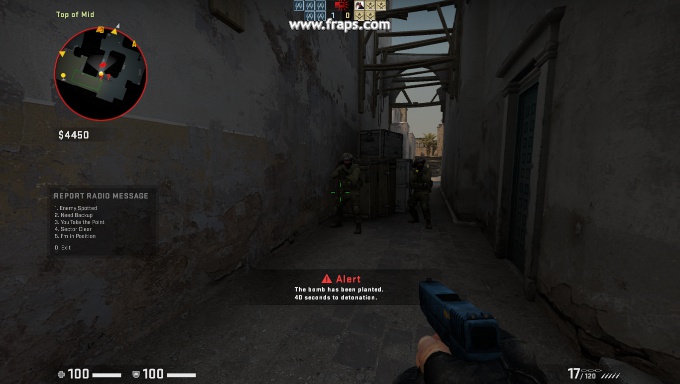 1 0
www.fraps.com
Top of Mid
$4450
REPORT RADIO MESSAGE
1. Enemy Spotted
2. Need Backup
3. You Take the Point
4. Sector Clear
5. I'm In Position
0 Exit
Alert
The bomb has been planted.
40 seconds to detonation.
100 100 17/120